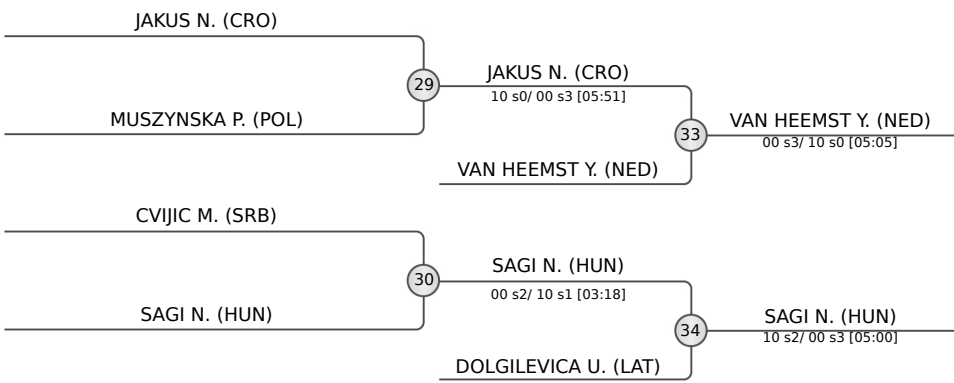 JAKUS N. (CRO)
29
JAKUS N. (CRO)
10 s0/ 00 s3 [05:51]
MUSZYNSKA P. (POL)
33
VAN HEEMST Y. (NED)
00 s3/ 10 s0 [05:05]
VAN HEEMST Y. (NED)
CVIJIC M. (SRB)
30
SAGI N. (HUN)
00 s2/ 10 s1 [03:18]
SAGI N. (HUN)
34
SAGI N. (HUN)
10 s2/ 00 s3 [05:00]
DOLGILEVICA U. (LAT)